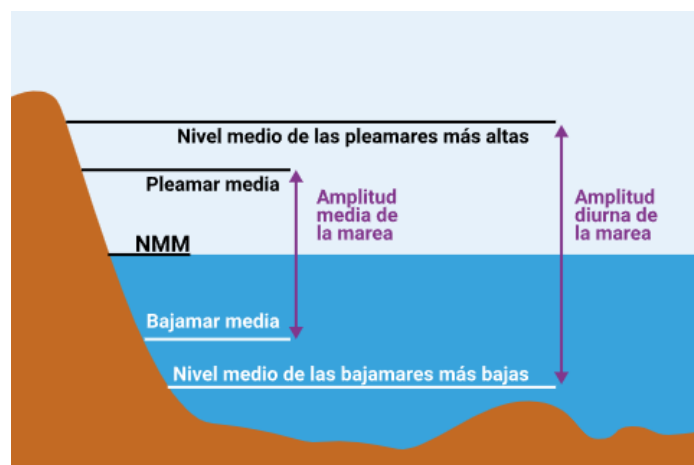 Nivel medio de las pleamares más altas
Pleamar media
Amplitud
media de
la marea
Amplitud
diurna de
la marea
NMM
Bajamar media
Nivel medio de las bajamares más bajas